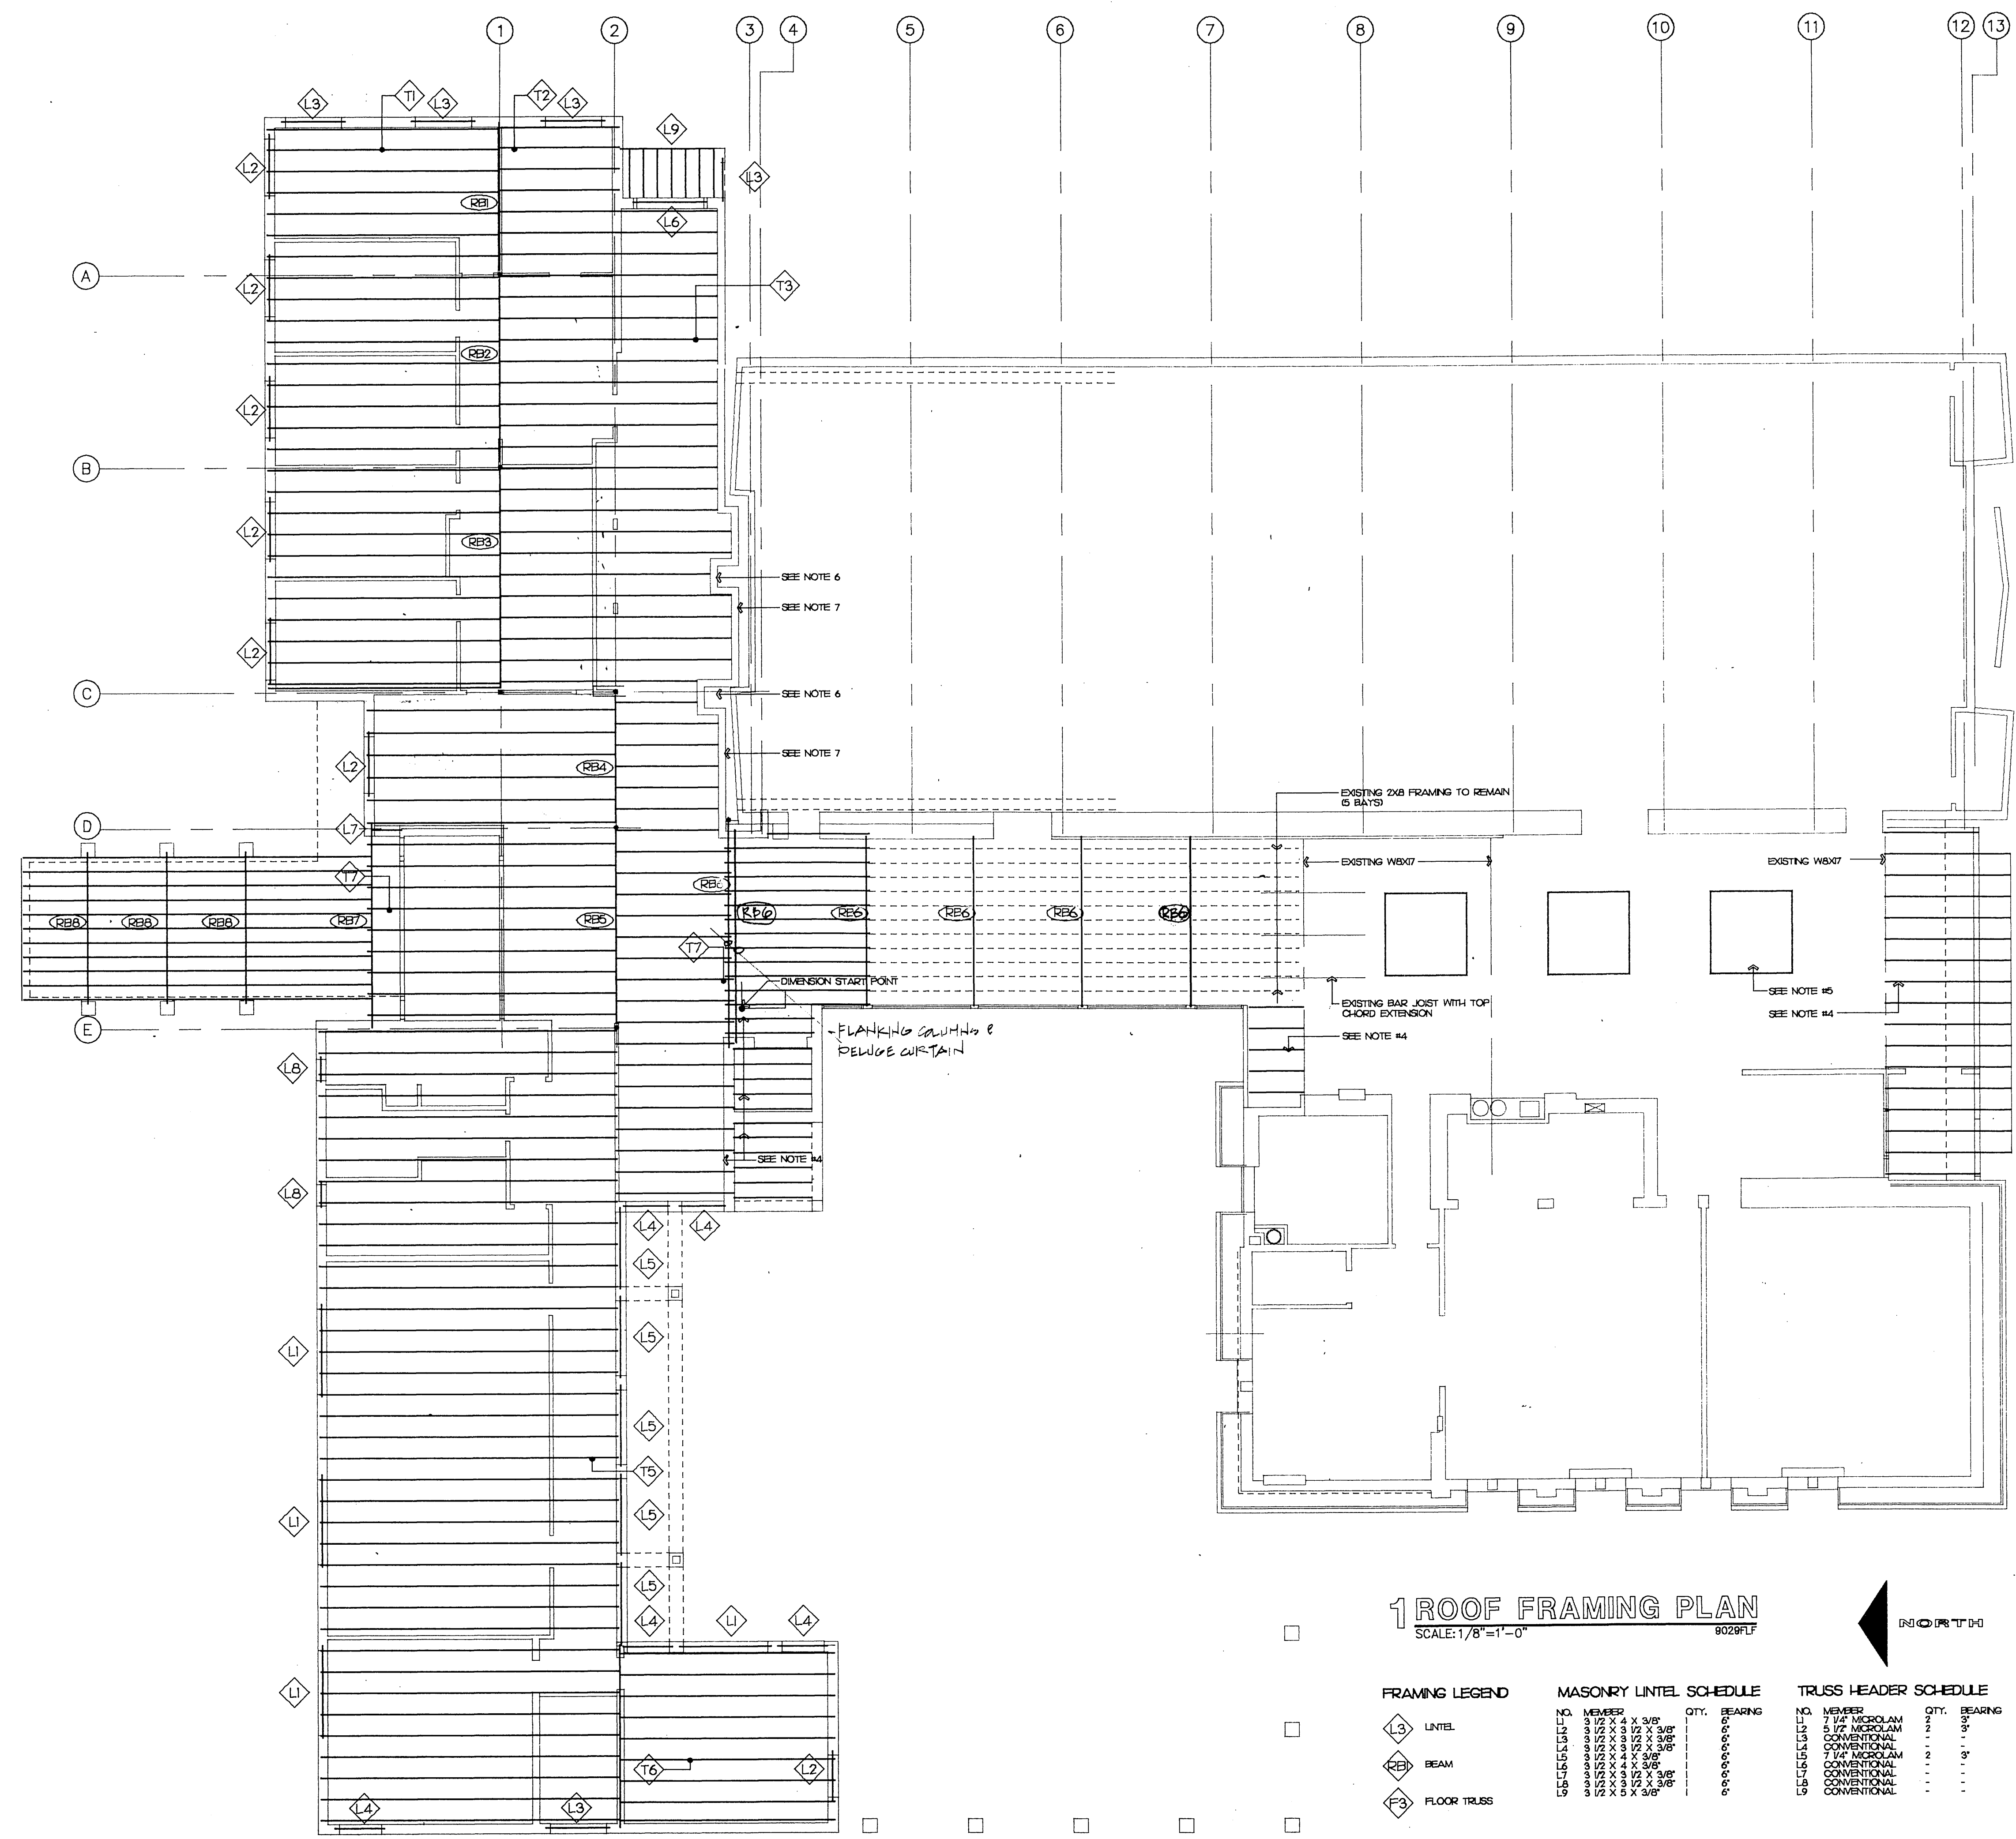 1 2 3 4 5 6 7 8 9 10 11 12 13
L3 T1 L3 T2 L3
L9
L2 L3
RB1
L6
A
L2 T3
RB2
L2
B
L2 RB3
SEE NOTE 6
SEE NOTE 7
L2
C SEE NOTE 6
SEE NOTE 7
L2 RB4
EXISTING 2X8 FRAMING TO REMAIN
(5 BAYS)
D L7
EXISTING W8X17 EXISTING W8X17
T7 RB6
RB8 RB8 RB8 RB7 RB5 RB6 RB6 RB6 RB6 RB6
T7
DIMENSION START POINT
SEE NOTE #5
EXISTING BAR JOIST WITH TOP
CHORD EXTENSION
SEE NOTE #4
E
- FLANKING COLUMNS &
DELUGE CURTAIN
SEE NOTE #4
L8
SEE NOTE #4
L8
L4 L4
L5
L5
L1
L5
T5
L5
L1
L5
L4 L1 L4
L1
T6 L2
L4 L3
1 ROOF FRAMING PLAN
SCALE: 1/8"=1'-0" 9029FLF
NORTH
FRAMING LEGEND
L3 LINTEL
RB1 BEAM
F3 FLOOR TRUSS
MASONRY LINTEL SCHEDULE
NO. MEMBER QTY. BEARING
L1 3 1/2 X 4 X 3/8" 1 6"
L2 3 1/2 X 3 1/2 X 3/8" 1 6"
L3 3 1/2 X 3 1/2 X 3/8" 1 6"
L4 3 1/2 X 3 1/2 X 3/8" 1 6"
L5 3 1/2 X 4 X 3/8" 1 6"
L6 3 1/2 X 4 X 3/8" 1 6"
L7 3 1/2 X 3 1/2 X 3/8" 1 6"
L8 3 1/2 X 3 1/2 X 3/8" 1 6"
L9 3 1/2 X 5 X 3/8" 1 6"
TRUSS HEADER SCHEDULE
NO. MEMBER QTY. BEARING
L1 7 1/4" MICROLAM 2 3"
L2 5 1/2" MICROLAM 2 3"
L3 CONVENTIONAL - -
L4 CONVENTIONAL - -
L5 7 1/4" MICROLAM 2 3"
L6 CONVENTIONAL - -
L7 CONVENTIONAL - -
L8 CONVENTIONAL - -
L9 CONVENTIONAL - -